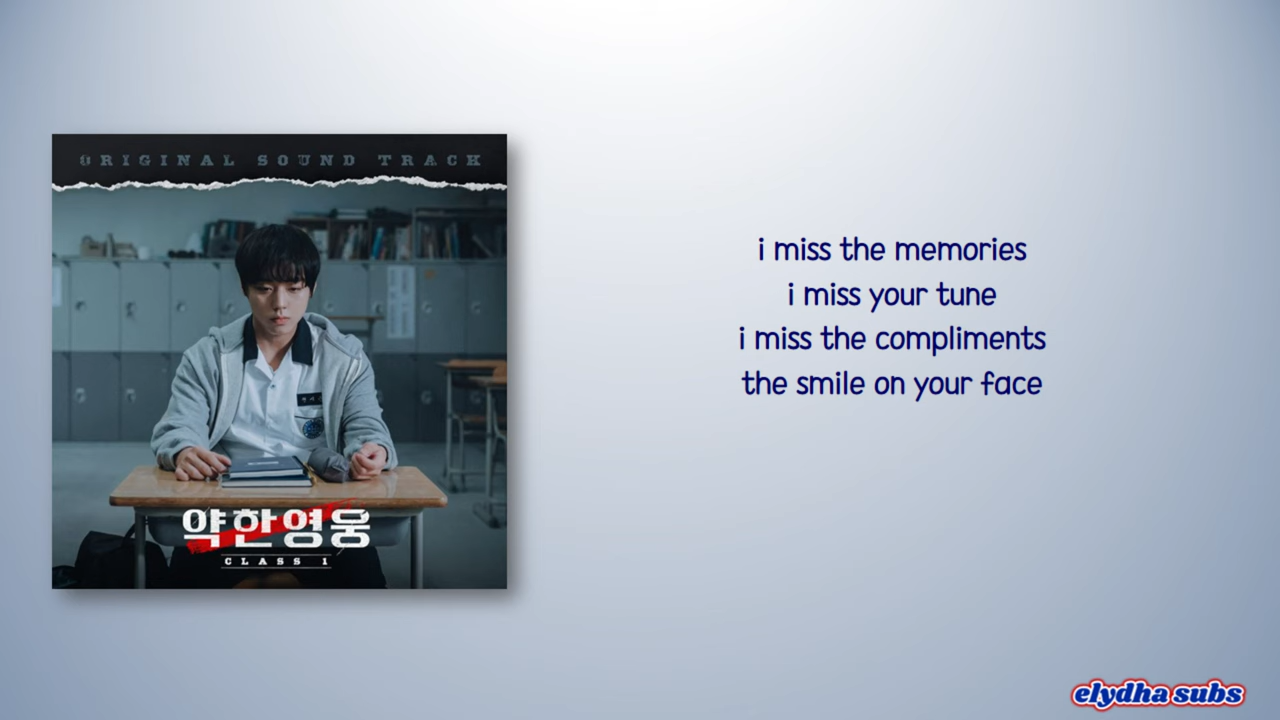 ORIGINAL SOUND TRACK
약한영웅
CLASS 1
i miss the memories
i miss your tune
i miss the compliments
the smile on your face
elydha subs